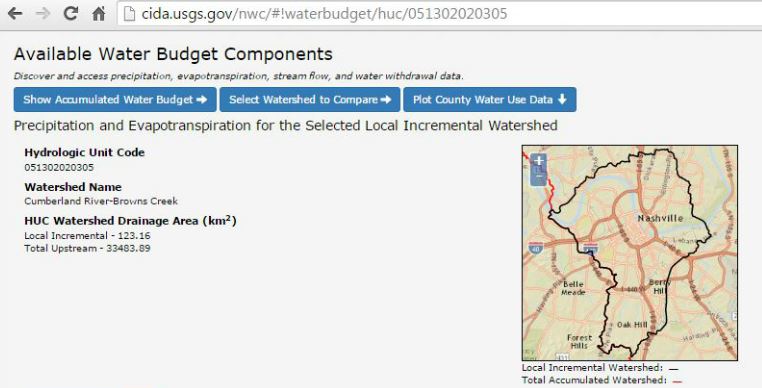 cida.usgs.gov/nwc/#!waterbudget/huc/051302020305
Available Water Budget Components
Discover and access precipitation, evapotranspiration, stream flow, and water withdrawal data.
Show Accumulated Water Budget
Select Watershed to Compare
Plot County Water Use Data
Precipitation and Evapotranspiration for the Selected Local Incremental Watershed
Hydrologic Unit Code
051302020305
Watershed Name
Cumberland River-Browns Creek
HUC Watershed Drainage Area (km²)
Local Incremental - 123.16
Total Upstream - 33483.89
+
−
Nashville
40
Belle
Meade
Berry
Hill
Oak Hill
Forest
Hills
Local Incremental Watershed:
Total Accumulated Watershed: